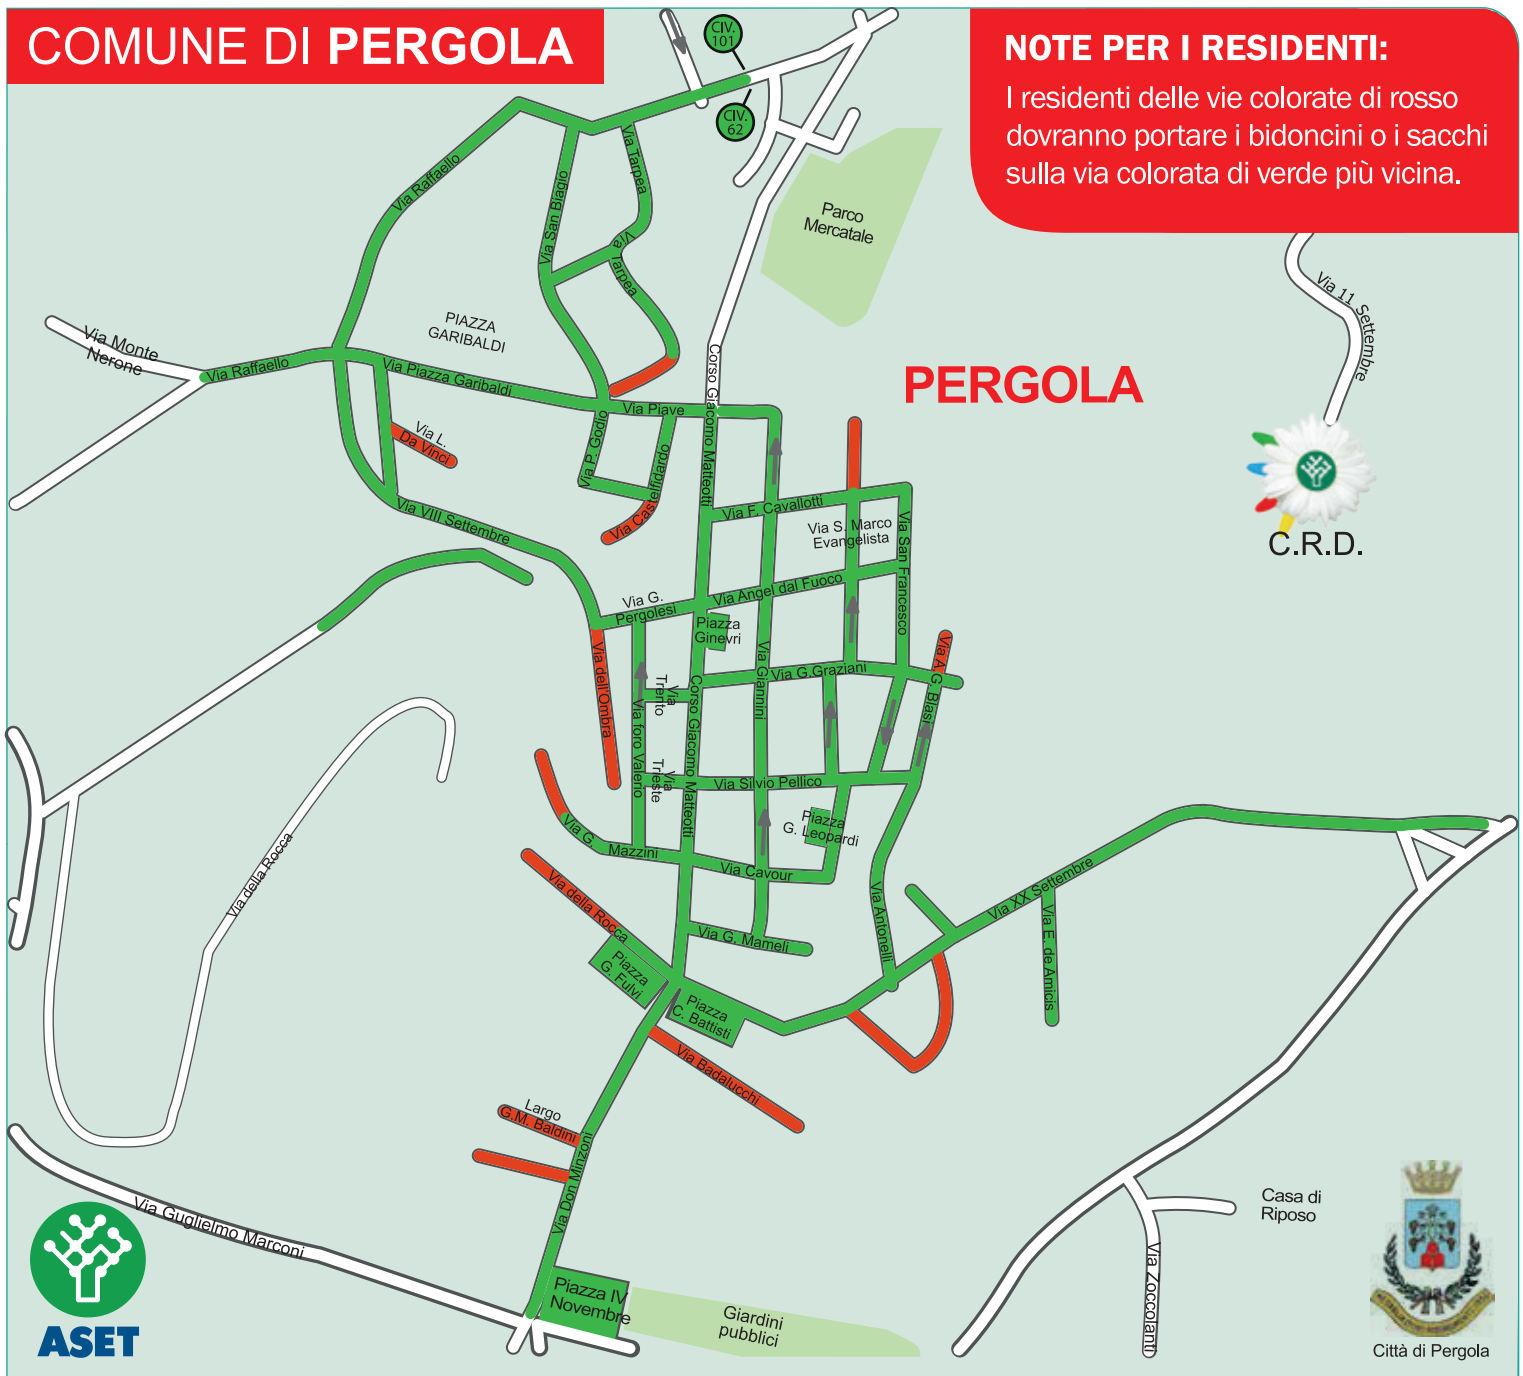 COMUNE DI PERGOLA
CIV.
101
CIV.
62
NOTE PER I RESIDENTI:
I residenti delle vie colorate di rosso
dovranno portare i bidoncini o i sacchi
sulla via colorata di verde più vicina.
Via Raffaello
Via San Biagio
Via Tarpea
Via
Tarpea
Parco
Mercatale
Via 11 Settembre
PIAZZA
GARIBALDI
Via Monte
Nerone
Via Raffaello
Via Piazza Garibaldi
Via Piave
Corso Giacomo Matteotti
PERGOLA
Via L.
Da Vinci
Via P. Godio
Via Castelfidardo
Via VIII Settembre
Via F. Cavallotti
Via S. Marco
Evangelista
Via San Francesco
C.R.D.
Via G.
Pergolesi
Via Angel dal Fuoco
Piazza
Ginevri
Via dell'Ombra
Via
Trento
Via foro Valerio
Corso Giacomo Matteotti
Via Giannini
Via G.Graziani
Via A.
G. Blasi
Via
Trieste
Via Silvio Pellico
Piazza
G. Leopardi
Via G.
Mazzini
Via Cavour
Via della Rocca
Via della Rocca
Via G. Mameli
Via Antonelli
Via XX Settembre
Via E. de Amicis
Piazza
G. Fulvi
Piazza
C. Battisti
Via Badalucchi
Largo
G.M. Baldini
Via Don Minzoni
Via Guglielmo Marconi
Piazza IV
Novembre
Giardini
pubblici
Casa di
Riposo
Via Zoccolanti
ASET
Città di Pergola